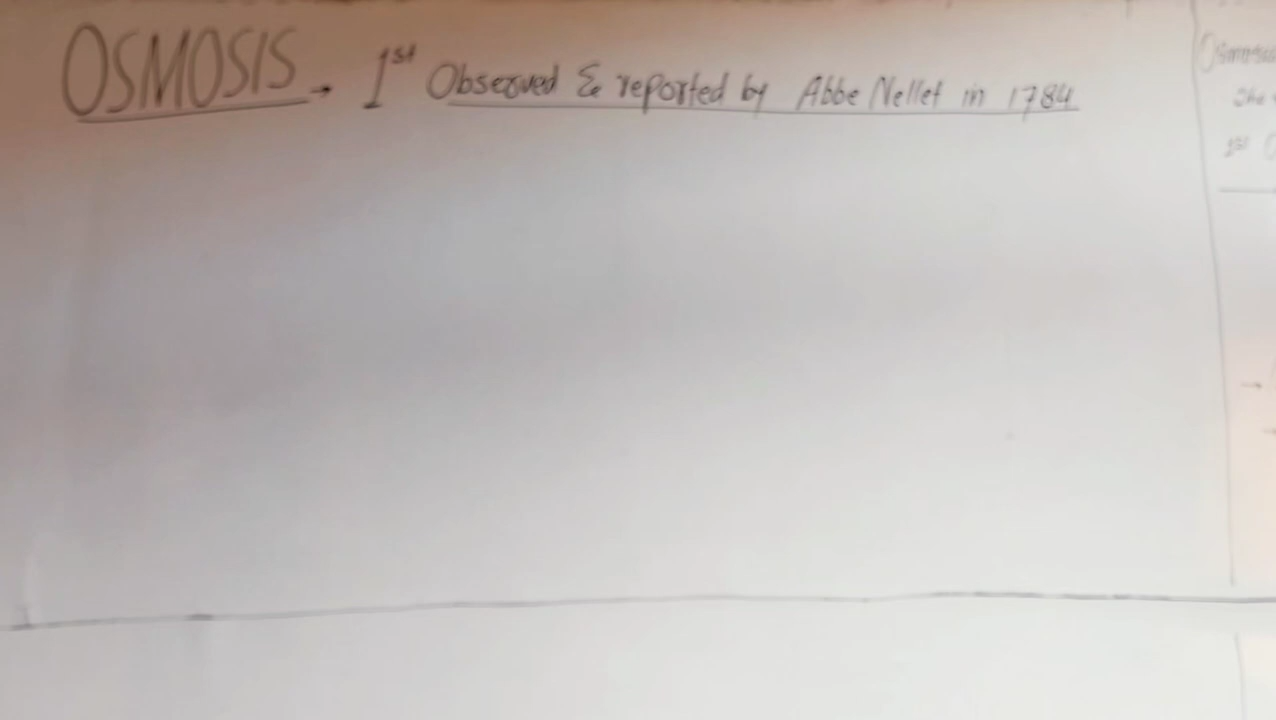 OSMOSIS → 1st Observed & reported by Abbe Nellet in 1784